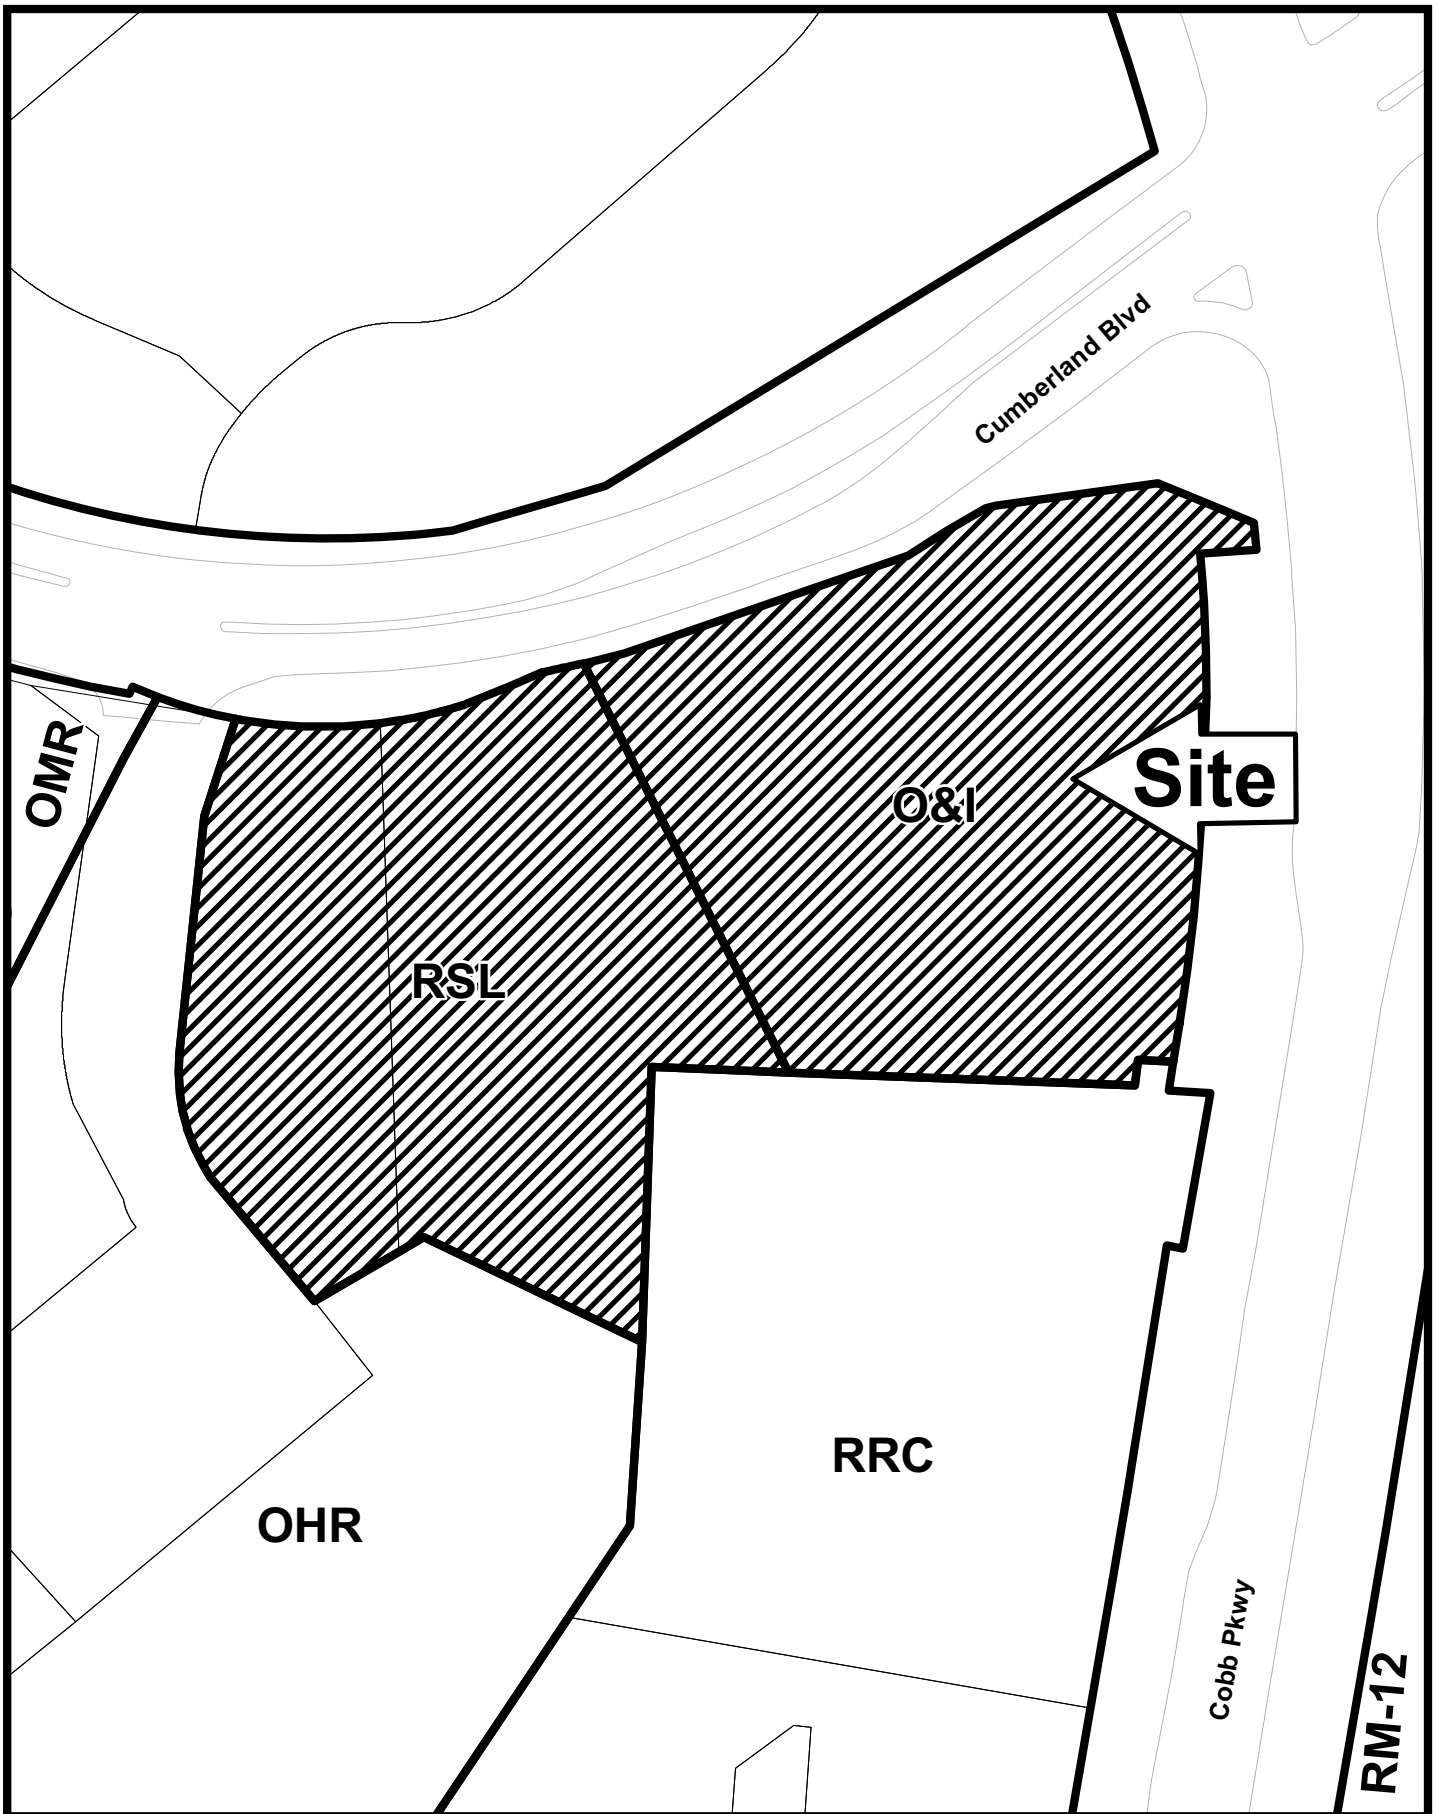 Cumberland Blvd
OMR
Site
O&I
RSL
RRC
OHR
Cobb Pkwy
RM-12